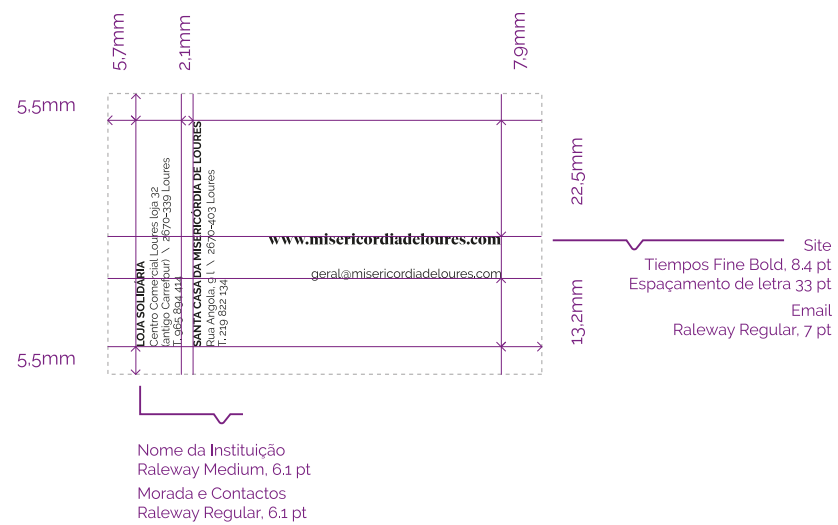 5,7mm
2,1mm
7,9mm
5,5mm
22,5mm
13,2mm
5,5mm
LOJA SOLIDÁRIA
Centro Comercial Loures loja 32
(antigo Carrefour) \ 2670-339 Loures
T. 965 894 414
SANTA CASA DA MISERICÓRDIA DE LOURES
Rua Angola, 9 l \ 2670-403 Loures
T. 219 822 134
www.misericordiadeloures.com
geral@misericordiadeloures.com
Site
Tiempos Fine Bold, 8.4 pt
Espaçamento de letra 33 pt
Email
Raleway Regular, 7 pt
Nome da Instituição
Raleway Medium, 6.1 pt
Morada e Contactos
Raleway Regular, 6.1 pt